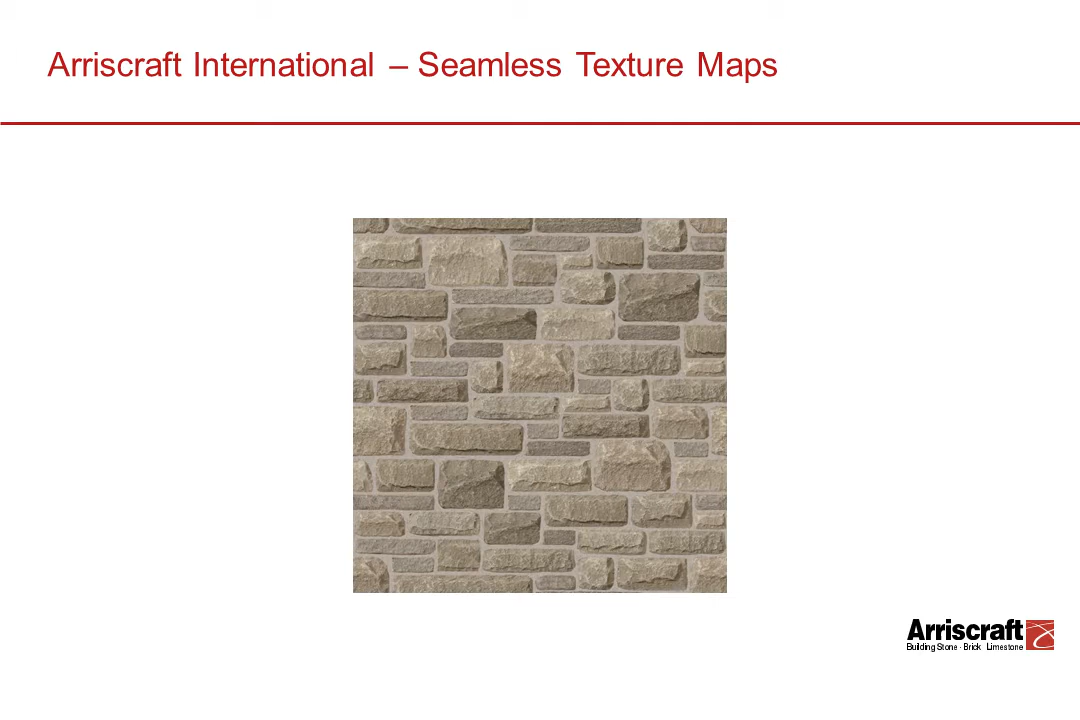 Arriscraft International – Seamless Texture Maps
Arriscraft
Building Stone · Brick Limestone